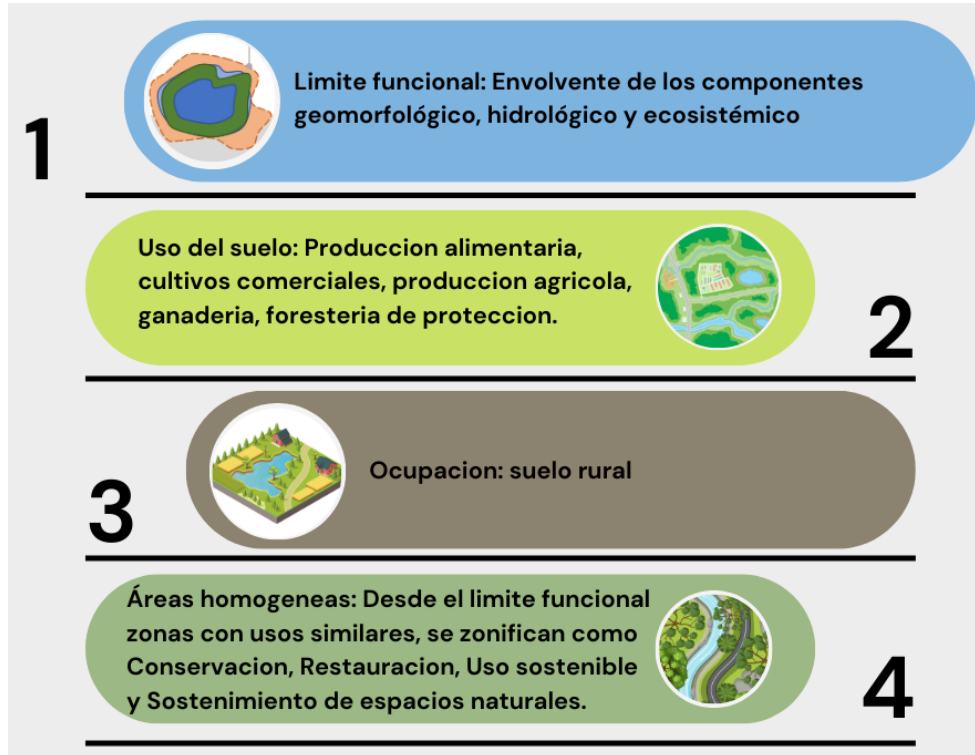 1
Limite funcional: Envolvente de los componentes
geomorfológico, hidrológico y ecosistémico
Uso del suelo: Produccion alimentaria,
cultivos comerciales, produccion agricola,
ganaderia, foresteria de proteccion.
2
3
Ocupacion: suelo rural
Áreas homogeneas: Desde el limite funcional
zonas con usos similares, se zonifican como
Conservacion, Restauracion, Uso sostenible
y Sostenimiento de espacios naturales.
4